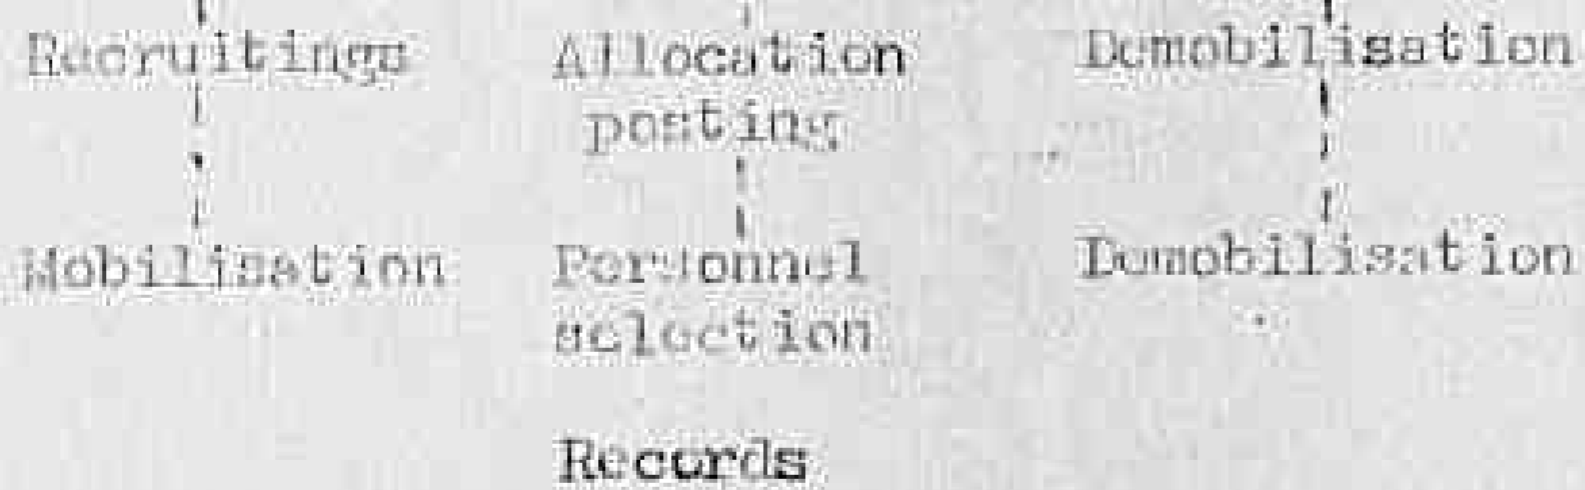 Recruitings
Allocation
posting
Demobilisation
Mobilisation
Personnel
selection
Demobilisation
Records